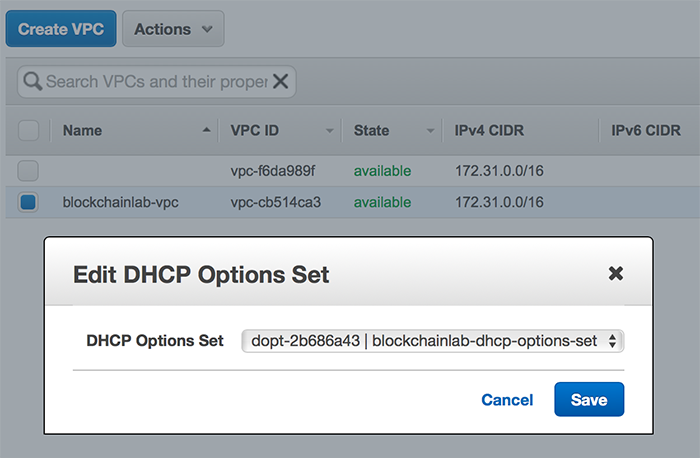 Create VPC Actions
Search VPCs and their proper
Name VPC ID State IPv4 CIDR IPv6 CIDR
vpc-f6da989f available 172.31.0.0/16
blockchainlab-vpc vpc-cb514ca3 available 172.31.0.0/16
Edit DHCP Options Set
DHCP Options Set dopt-2b686a43 | blockchainlab-dhcp-options-set
Cancel Save